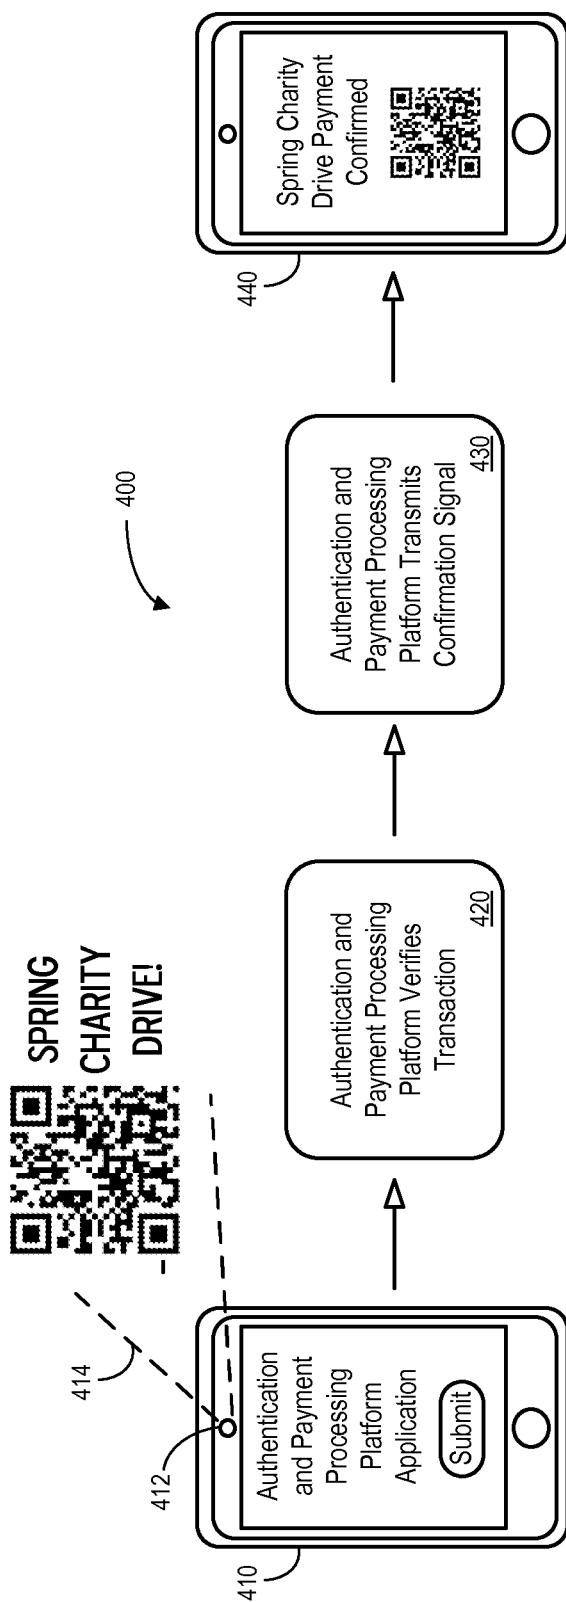 400
SPRING
CHARITY
DRIVE!
414
412
410
Authentication
and Payment
Processing
Platform
Application
Submit
Authentication and
Payment Processing
Platform Verifies
Transaction
420
Authentication and
Payment Processing
Platform Transmits
Confirmation Signal
430
440
Spring Charity
Drive Payment
Confirmed